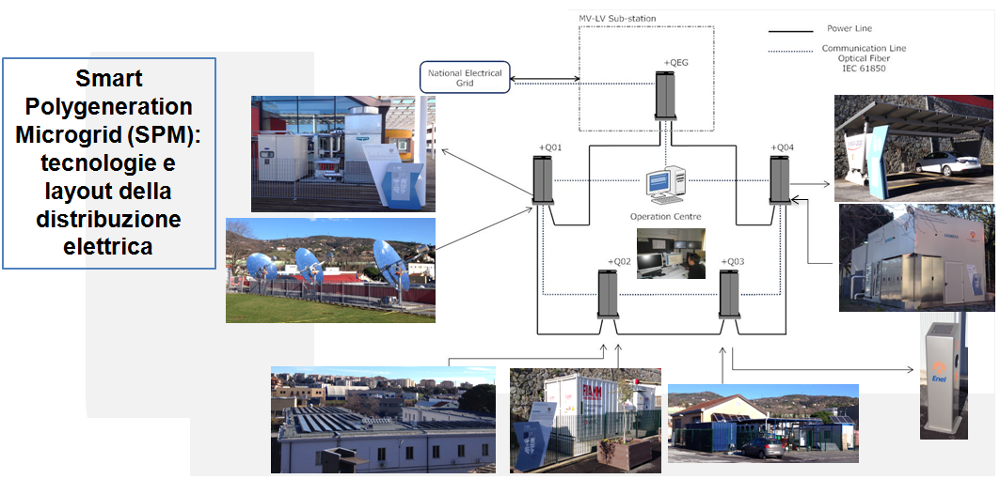 Smart
Polygeneration
Microgrid (SPM):
tecnologie e
layout della
distribuzione
elettrica
MV-LV Sub-station
Power Line
Communication Line
Optical Fiber
IEC 61850
National Electrical
Grid
+QEG
+Q01
+Q04
Operation Centre
+Q02
+Q03
FIAMM
Enel